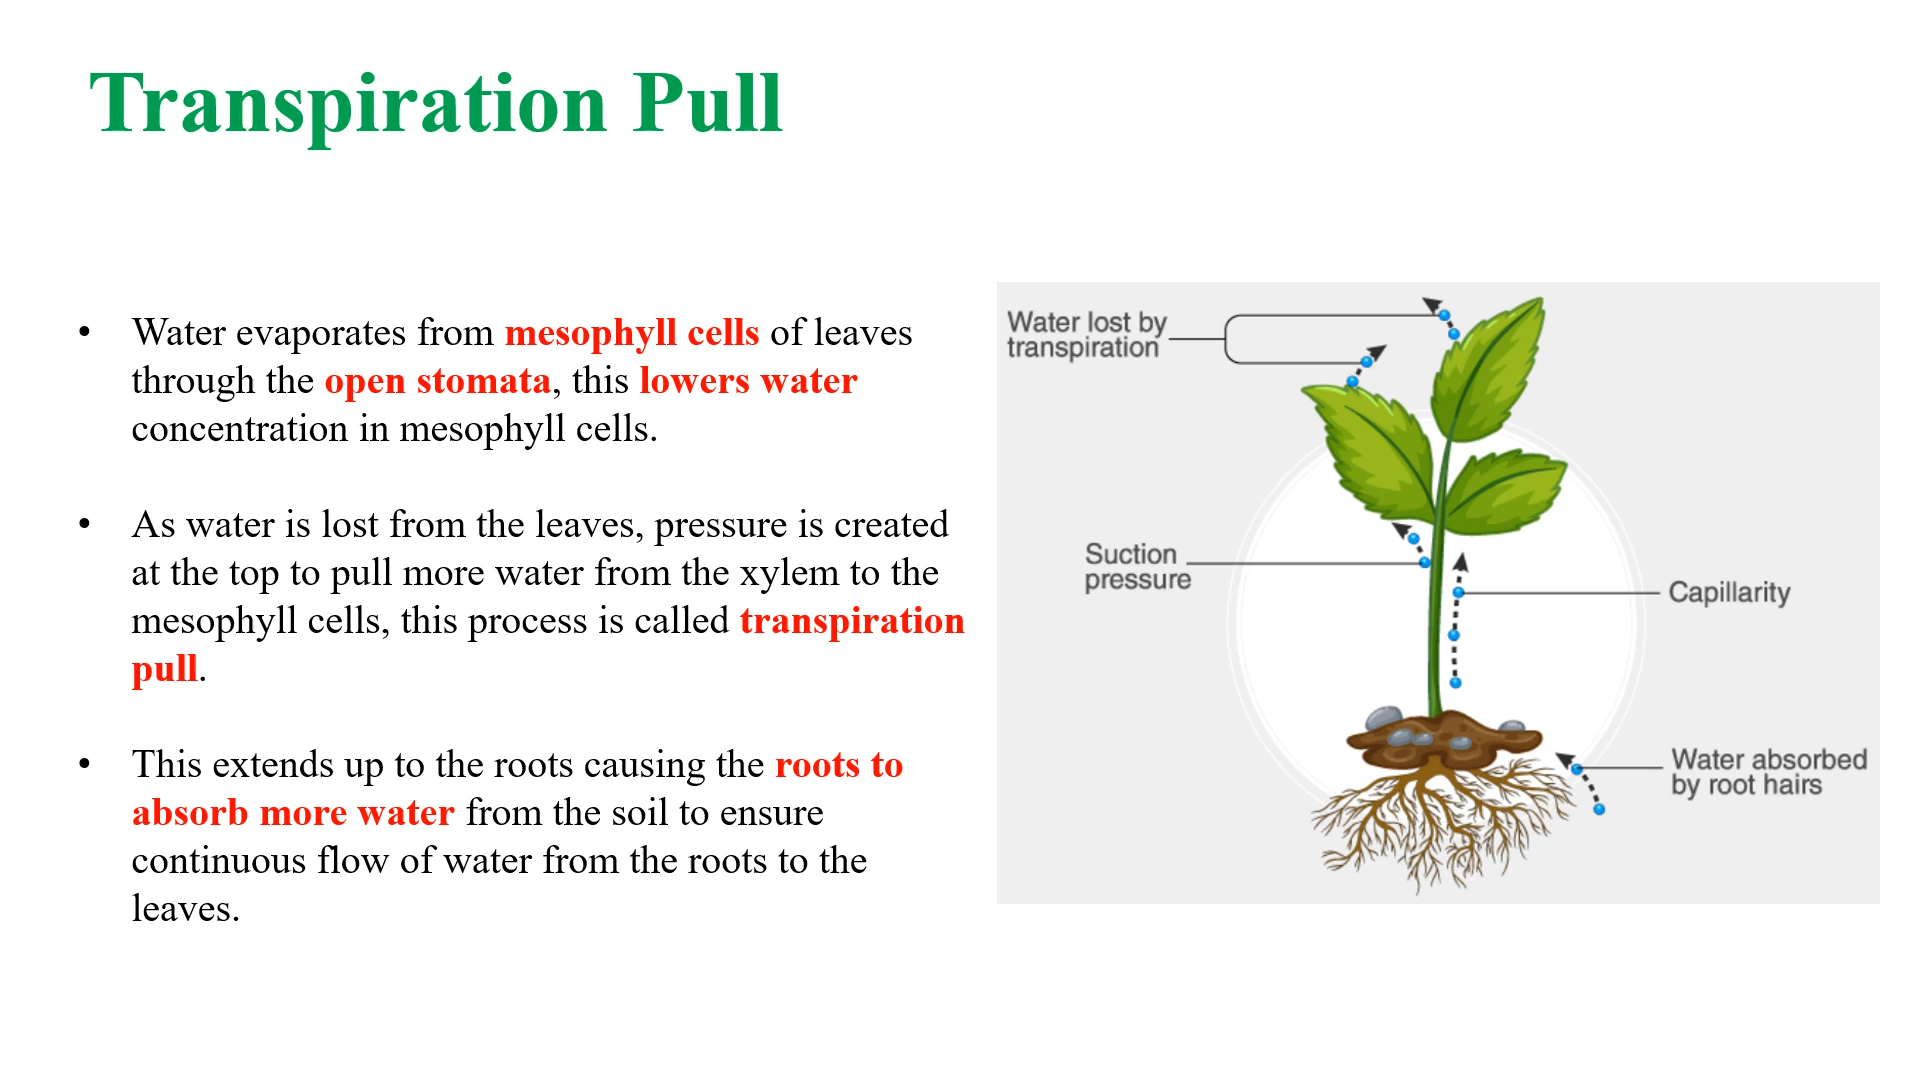 Transpiration Pull
• Water evaporates from mesophyll cells of leaves
through the open stomata, this lowers water
concentration in mesophyll cells.
• As water is lost from the leaves, pressure is created
at the top to pull more water from the xylem to the
mesophyll cells, this process is called transpiration
pull.
• This extends up to the roots causing the roots to
absorb more water from the soil to ensure
continuous flow of water from the roots to the
leaves.
Water lost by
transpiration
Suction
pressure
Capillarity
Water absorbed
by root hairs